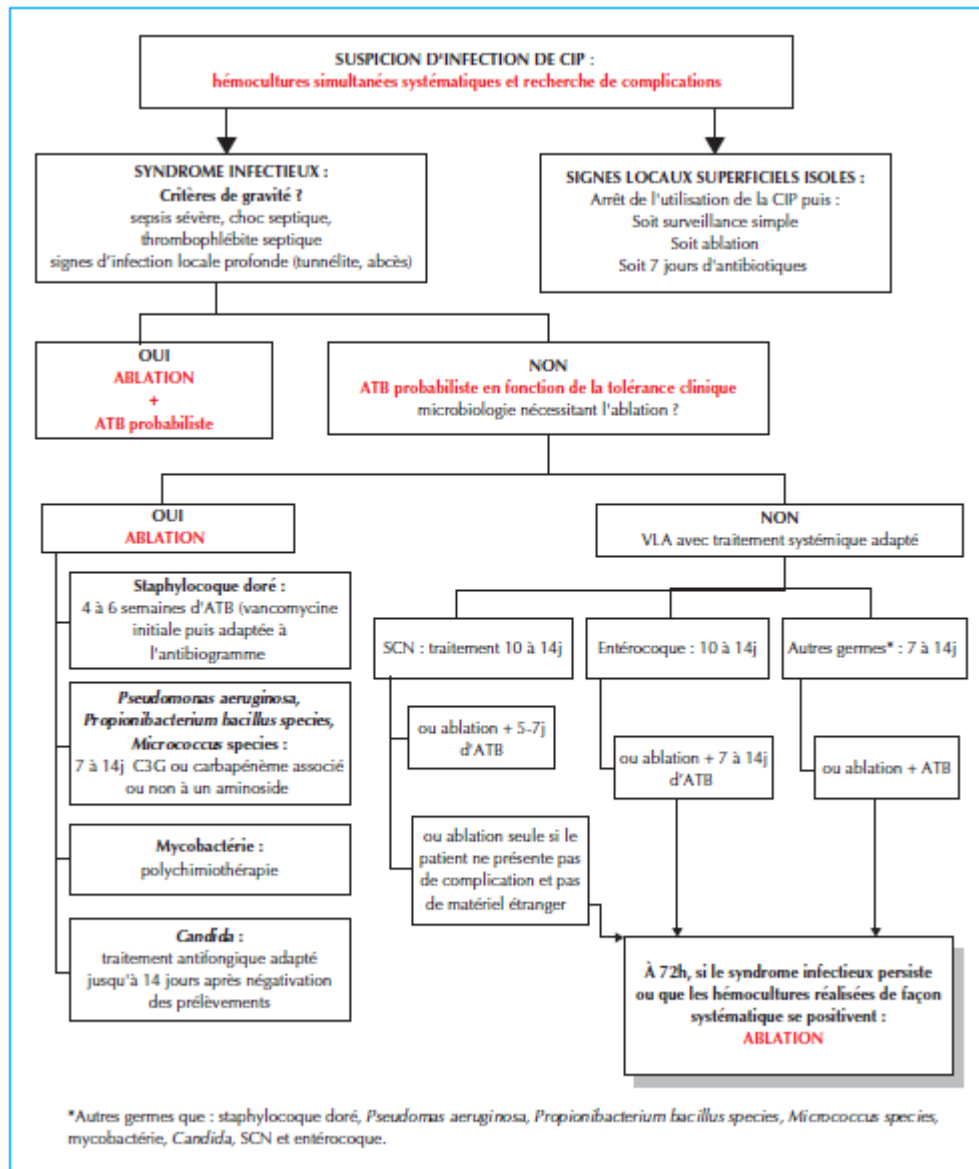 SUSPICION D'INFECTION DE CIP :
hémocultures simultanées systématiques et recherche de complications
SYNDROME INFECTIEUX :
Critères de gravité ?
sepsis sévère, choc septique,
thrombophlébite septique
signes d'infection locale profonde (tunnélite, abcès)
SIGNES LOCAUX SUPERFICIELS ISOLES :
Arrêt de l'utilisation de la CIP puis :
Soit surveillance simple
Soit ablation
Soit 7 jours d'antibiotiques
OUI
ABLATION
+
ATB probabiliste
NON
ATB probabiliste en fonction de la tolérance clinique
microbiologie nécessitant l'ablation ?
OUI
ABLATION
NON
VLA avec traitement systémique adapté
Staphylocoque doré :
4 à 6 semaines d'ATB (vancomycine
initiale puis adaptée à
l'antibiogramme
Pseudomonas aeruginosa,
Propionibacterium bacillus species,
Micrococcus species :
7 à 14j C3G ou carbapénème associé
ou non à un aminoside
Mycobactérie :
polychimiothérapie
Candida :
traitement antifongique adapté
jusqu'à 14 jours après négativation
des prélèvements
SCN : traitement 10 à 14j
Entérocoque : 10 à 14j
Autres germes* : 7 à 14j
ou ablation + 5-7j
d'ATB
ou ablation + 7 à 14j
d'ATB
ou ablation + ATB
ou ablation seule si le
patient ne présente pas
de complication et pas
de matériel étranger
À 72h, si le syndrome infectieux persiste
ou que les hémocultures réalisées de façon
systématique se positivent :
ABLATION
*Autres germes que : staphylocoque doré, Pseudomas aeruginosa, Propionibacterium bacillus species, Micrococcus species,
mycobactérie, Candida, SCN et entérocoque.